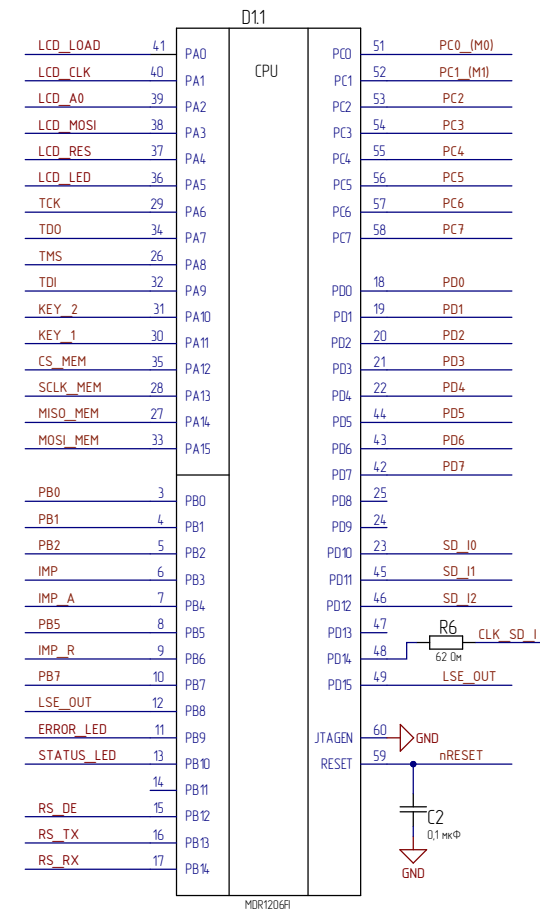 D1.1
CPU
LCD_LOAD 41 PA0
LCD_CLK 40 PA1
LCD_A0 39 PA2
LCD_MOSI 38 PA3
LCD_RES 37 PA4
LCD_LED 36 PA5
TCK 29 PA6
TDO 34 PA7
TMS 26 PA8
TDI 32 PA9
KEY_2 31 PA10
KEY_1 30 PA11
CS_MEM 35 PA12
SCLK_MEM 28 PA13
MISO_MEM 27 PA14
MOSI_MEM 33 PA15
PB0 3 PB0
PB1 4 PB1
PB2 5 PB2
IMP 6 PB3
IMP_A 7 PB4
PB5 8 PB5
IMP_R 9 PB6
PB7 10 PB7
LSE_OUT 12 PB8
ERROR_LED 11 PB9
STATUS_LED 13 PB10
14 PB11
RS_DE 15 PB12
RS_TX 16 PB13
RS_RX 17 PB14
PC0 51 PC0_(M0)
PC1 52 PC1_(M1)
PC2 53 PC2
PC3 54 PC3
PC4 55 PC4
PC5 56 PC5
PC6 57 PC6
PC7 58 PC7
PD0 18 PD0
PD1 19 PD1
PD2 20 PD2
PD3 21 PD3
PD4 22 PD4
PD5 44 PD5
PD6 43 PD6
PD7 42 PD7
PD8 25
PD9 24
PD10 23 SD_I0
PD11 45 SD_I1
PD12 46 SD_I2
PD13 47
PD14 48 R6 CLK_SD_I
62 Ом
PD15 49 LSE_OUT
JTAGEN 60 GND
RESET 59 nRESET
C2
0,1 мкФ
GND
MDR1206FI